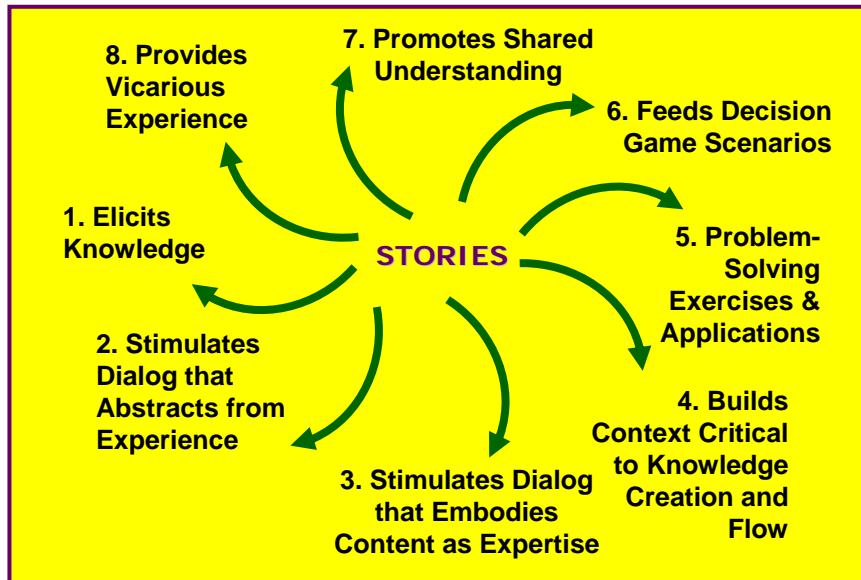 7. Promotes Shared
Understanding
8. Provides
Vicarious
Experience
6. Feeds Decision
Game Scenarios
1. Elicits
Knowledge
STORIES
5. Problem-
Solving
Exercises &
Applications
2. Stimulates
Dialog that
Abstracts from
Experience
4. Builds
Context Critical
to Knowledge
Creation and
Flow
3. Stimulates Dialog
that Embodies
Content as Expertise